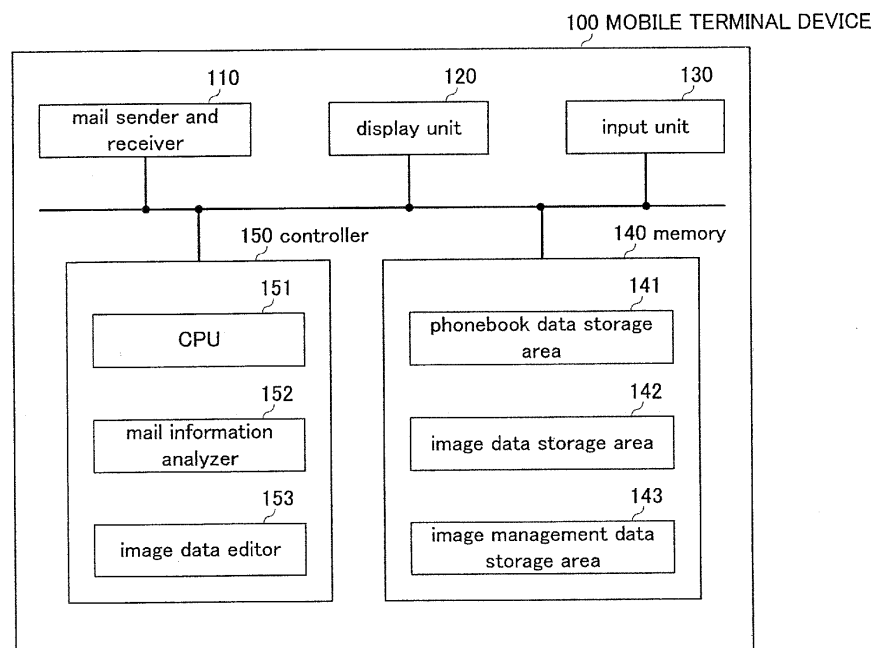 100 MOBILE TERMINAL DEVICE
110
mail sender and
receiver
120
display unit
130
input unit
150 controller
151
CPU
152
mail information
analyzer
153
image data editor
140 memory
141
phonebook data storage
area
142
image data storage area
143
image management data
storage area